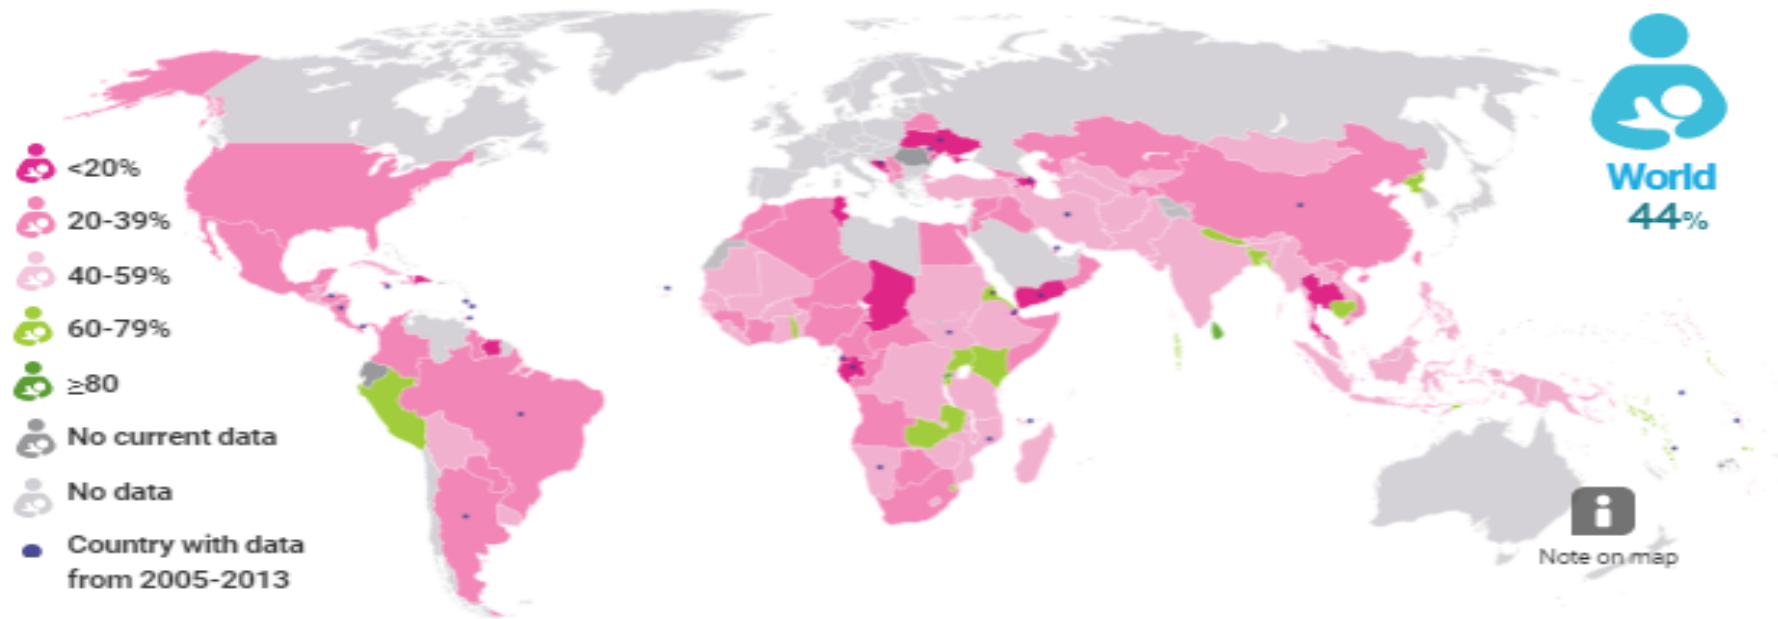 <20%
20-39%
40-59%
60-79%
≥80
No current data
No data
Country with data
from 2005-2013
World
44%
Note on map